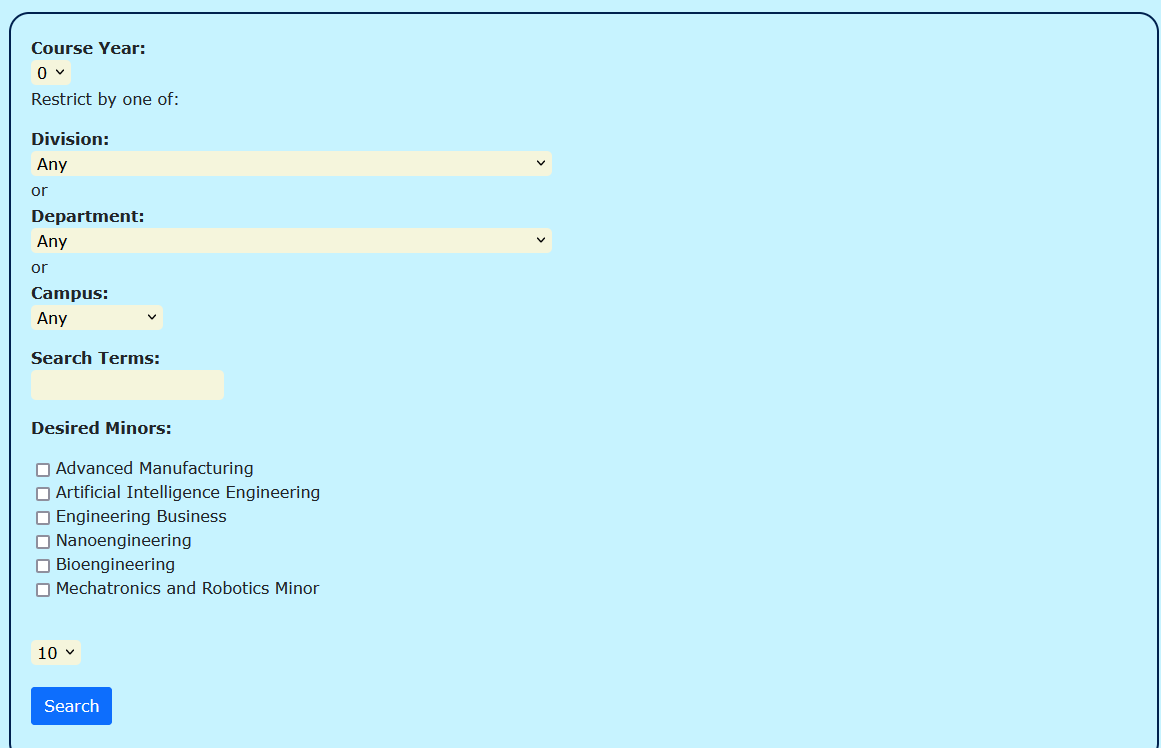 Course Year:
0
Restrict by one of:
Division:
Any
or
Department:
Any
or
Campus:
Any
Search Terms:
Desired Minors:
Advanced Manufacturing
Artificial Intelligence Engineering
Engineering Business
Nanoengineering
Bioengineering
Mechatronics and Robotics Minor
10
Search